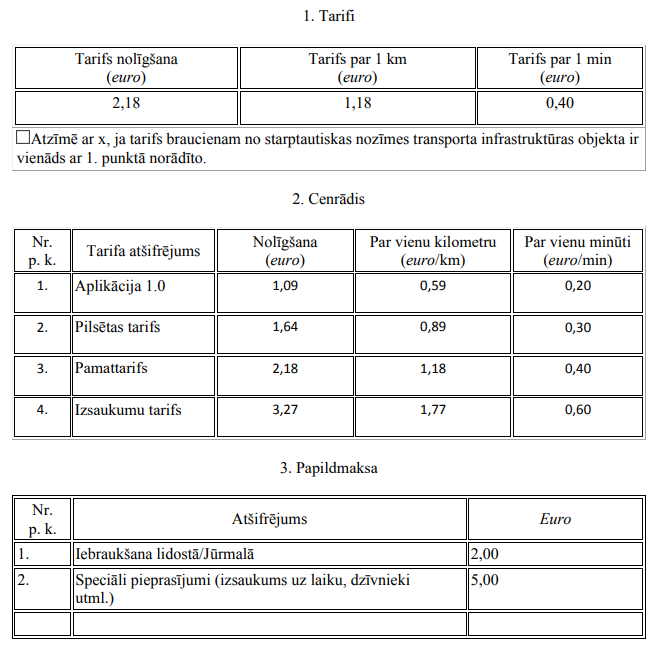 1. Tarifi
Tarifs nolīgšana
(euro)
Tarifs par 1 km
(euro)
Tarifs par 1 min
(euro)
2,18
1,18
0,40
☐Atzīmē ar x, ja tarifs braucienam no starptautiskas nozīmes transporta infrastruktūras objekta ir
vienāds ar 1. punktā norādīto.
2. Cenrādis
Nr.
p. k.
Tarifa atšifrējums
Nolīgšana
(euro)
Par vienu kilometru
(euro/km)
Par vienu minūti
(euro/min)
1.
Aplikācija 1.0
1,09
0,59
0,20
2.
Pilsētas tarifs
1,64
0,89
0,30
3.
Pamattarifs
2,18
1,18
0,40
4.
Izsaukumu tarifs
3,27
1,77
0,60
3. Papildmaksa
Nr.
p. k.
Atšifrējums
Euro
1.
Iebraukšana lidostā/Jūrmalā
2,00
2.
Speciāli pieprasījumi (izsaukums uz laiku, dzīvnieki
utml.)
5,00